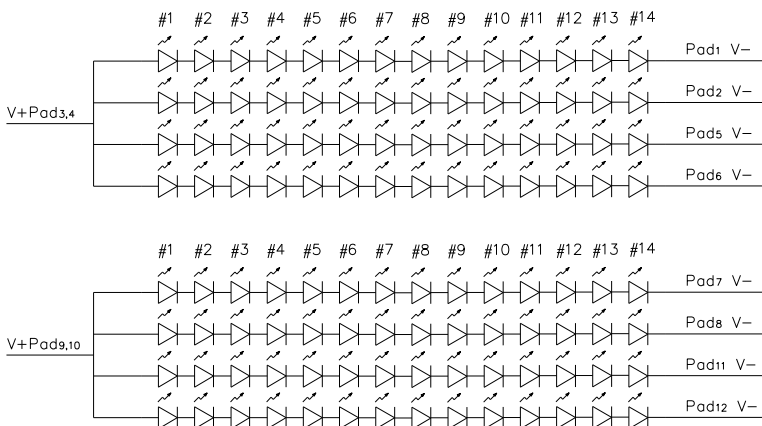 #1 #2 #3 #4 #5 #6 #7 #8 #9 #10 #11 #12 #13 #14
Pad1 V-
Pad2 V-
V+Pad3,4
Pad5 V-
Pad6 V-
#1 #2 #3 #4 #5 #6 #7 #8 #9 #10 #11 #12 #13 #14
Pad7 V-
Pad8 V-
V+Pad9,10
Pad11 V-
Pad12 V-